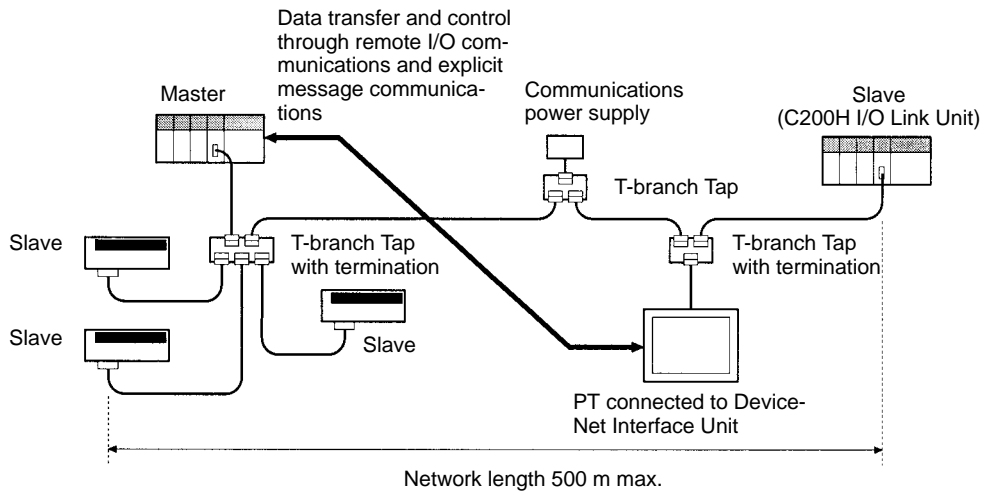 Data transfer and control
through remote I/O com-
munications and explicit
message communica-
tions
Master
Communications
power supply
Slave
(C200H I/O Link Unit)
T-branch Tap
Slave
T-branch Tap
with termination
T-branch Tap
with termination
Slave
Slave
PT connected to Device-
Net Interface Unit
Network length 500 m max.